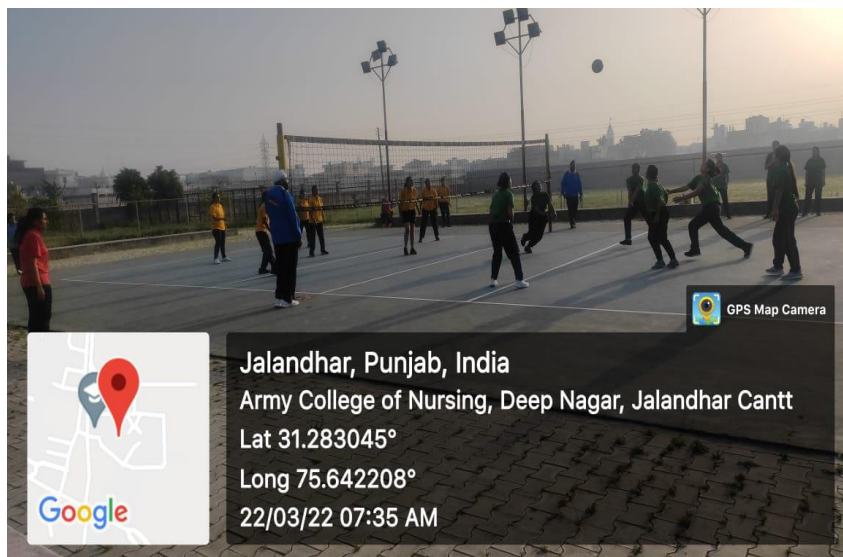 GPS Map Camera
Jalandhar, Punjab, India
Army College of Nursing, Deep Nagar, Jalandhar Cantt
Lat 31.283045°
Long 75.642208°
22/03/22 07:35 AM
Google